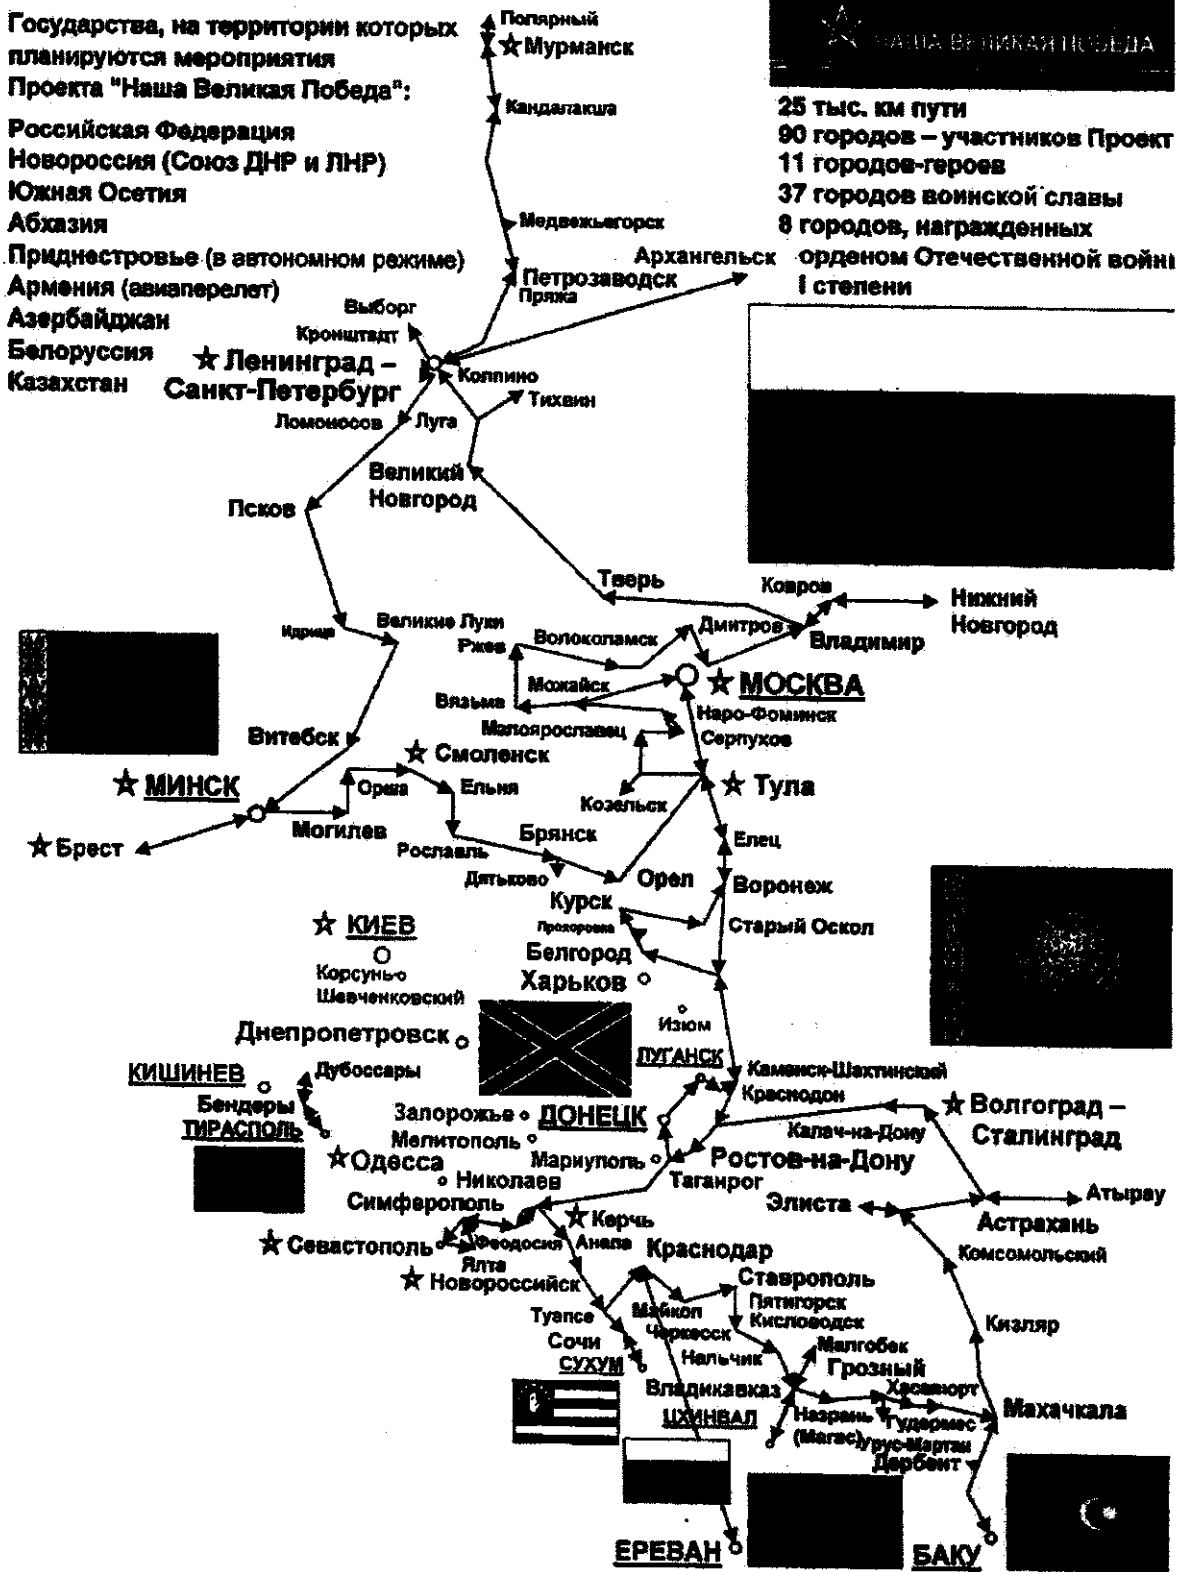 Государства, на территории которых
планируются мероприятия
Проекта "Наша Великая Победа":
Российская Федерация
Новороссия (Союз ДНР и ЛНР)
Южная Осетия
Абхазия
Приднестровье (в автономном режиме)
Армения (авиаперелет)
Азербайджан
Белоруссия
Казахстан
НАША ВЕЛИКАЯ ПОБЕДА
25 тыс. км пути
90 городов – участников Проект
11 городов-героев
37 городов воинской славы
8 городов, награжденных
орденом Отечественной войны
I степени
Полярный
Мурманск
Кандалакша
Медвежьегорск
Архангельск
Петрозаводск
Пряжа
Выборг
Кронштадт
Ленинград –
Санкт-Петербург
Колпино
Тихвин
Ломоносов
Луга
Великий
Новгород
Псков
Тверь
Ковров
Нижний
Новгород
Идрица
Великие Луки
Ржев
Волоколамск
Дмитров
Владимир
Можайск
МОСКВА
Вязьма
Наро-Фоминск
Малоярославец
Серпухов
Витебск
Смоленск
МИНСК
Орша
Ельня
Козельск
Тула
Могилев
Брянск
Елец
Брест
Рославль
Дятьково
Орел
Воронеж
Курск
Прохоровка
Старый Оскол
КИЕВ
Белгород
Корсунь-
Шевченковский
Харьков
Изюм
Днепропетровск
ЛУГАНСК
КИШИНЕВ
Дубоссары
Каменск-Шахтинский
Краснодон
Бендеры
ТИРАСПОЛЬ
Запорожье
ДОНЕЦК
Волгоград –
Сталинград
Калач-на-Дону
Мелитополь
Одесса
Мариуполь
Ростов-на-Дону
Николаев
Таганрог
Симферополь
Элиста
Атырау
Астрахань
Керчь
Севастополь
Феодосия
Анапа
Комсомольский
Ялта
Краснодар
Новороссийск
Ставрополь
Пятигорск
Кисловодск
Туапсе
Майкоп
Черкесск
Кизляр
Сочи
СУХУМ
Нальчик
Малгобек
Грозный
Владикавказ
Хасавюрт
ЦХИНВАЛ
Назрань
(Магас)
Гудермес
Урус-Мартан
Махачкала
Дербент
ЕРЕВАН
БАКУ